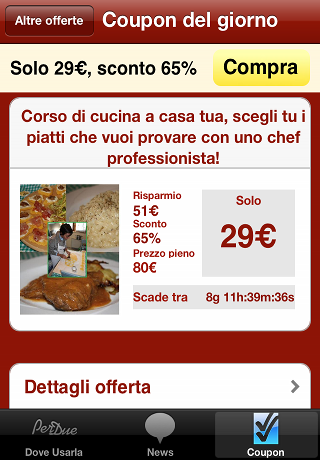 Altre offerte
Coupon del giorno
Solo 29€, sconto 65%
Compra
Corso di cucina a casa tua, scegli tu i
piatti che vuoi provare con uno chef
professionista!
Risparmio
51€
Sconto
65%
Prezzo pieno
80€
Solo
29€
Scade tra 8g 11h:39m:36s
Dettagli offerta
PerDue
Dove Usarla
News
Coupon